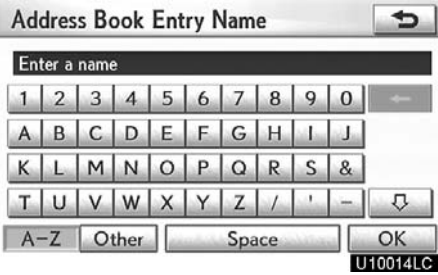 Address Book Entry Name
Enter a name
1 2 3 4 5 6 7 8 9 0
A B C D E F G H I J
K L M N O P Q R S &
T U V W X Y Z / ' -
A-Z Other Space OK
U10014LC